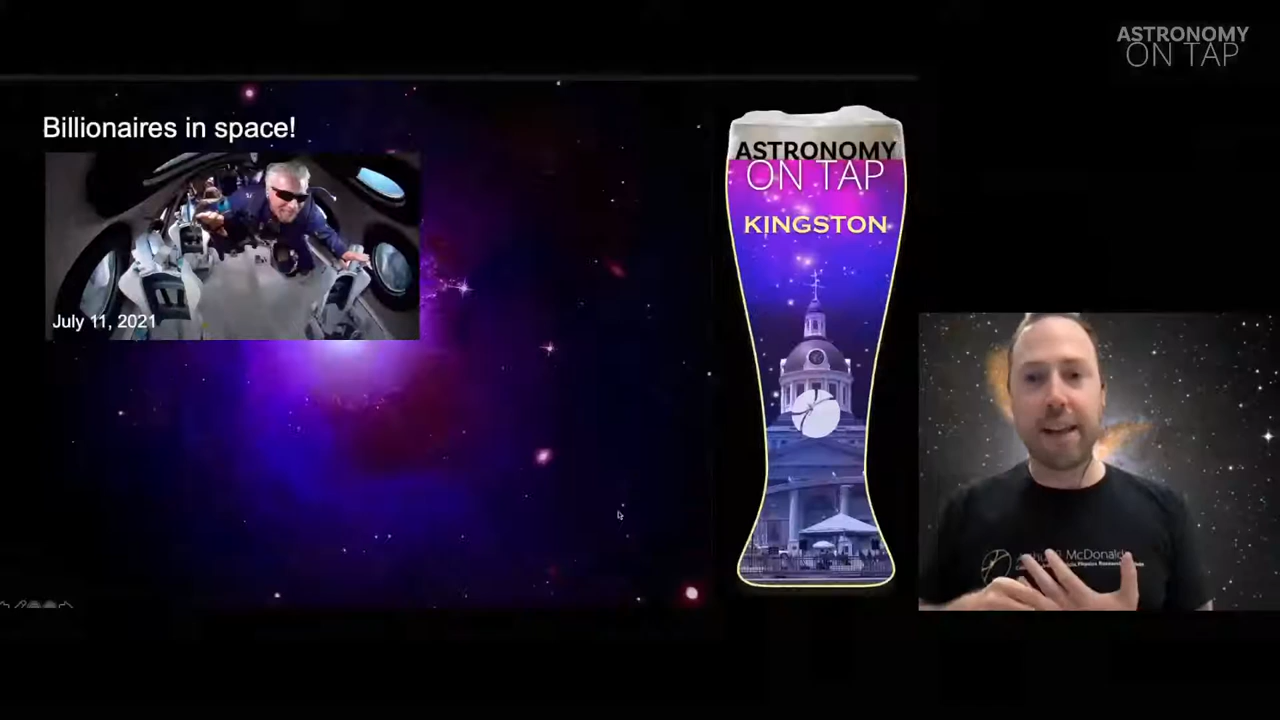 ASTRONOMY
ON TAP
Billionaires in space!
July 11, 2021
ASTRONOMY
ON TAP
KINGSTON
McDonald